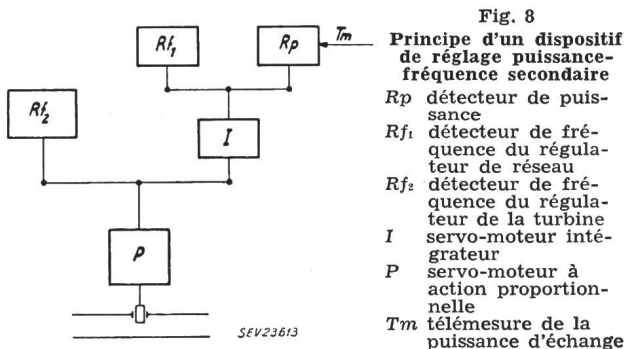 Rf₁
Rp
Tm
Rf₂
I
P
SEV23613
Fig. 8
Principe d'un dispositif
de réglage puissance-
fréquence secondaire
Rp détecteur de puis-
sance
Rf₁ détecteur de fré-
quence du régula-
teur de réseau
Rf₂ détecteur de fré-
quence du régula-
teur de la turbine
I servo-moteur inté-
grateur
P servo-moteur à
action proportion-
nelle
Tm télémesure de la
puissance d'échange